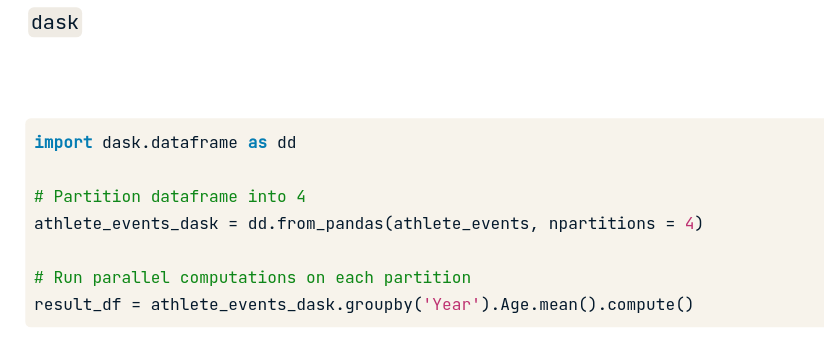 dask
import dask.dataframe as dd
# Partition dataframe into 4
athlete_events_dask = dd.from_pandas(athlete_events, npartitions = 4)
# Run parallel computations on each partition
result_df = athlete_events_dask.groupby('Year').Age.mean().compute()